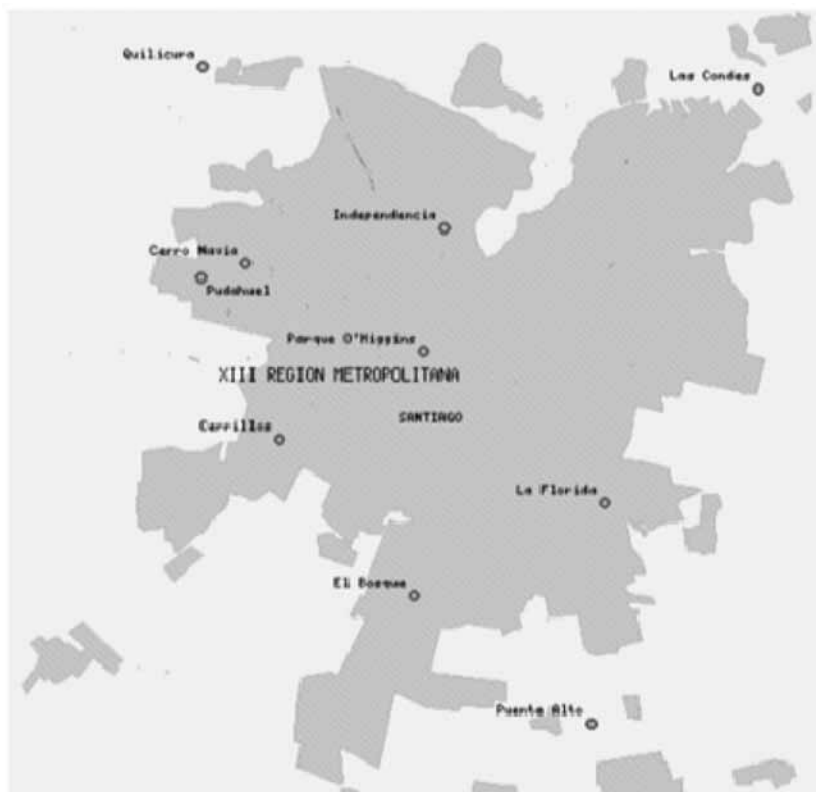 Quilicura
Las Condes
Independencia
Cerro Navia
Pudahuel
Parque O'Higgins
XIII REGION METROPOLITANA
SANTIAGO
Cerrillos
La Florida
El Bosque
Puente Alto